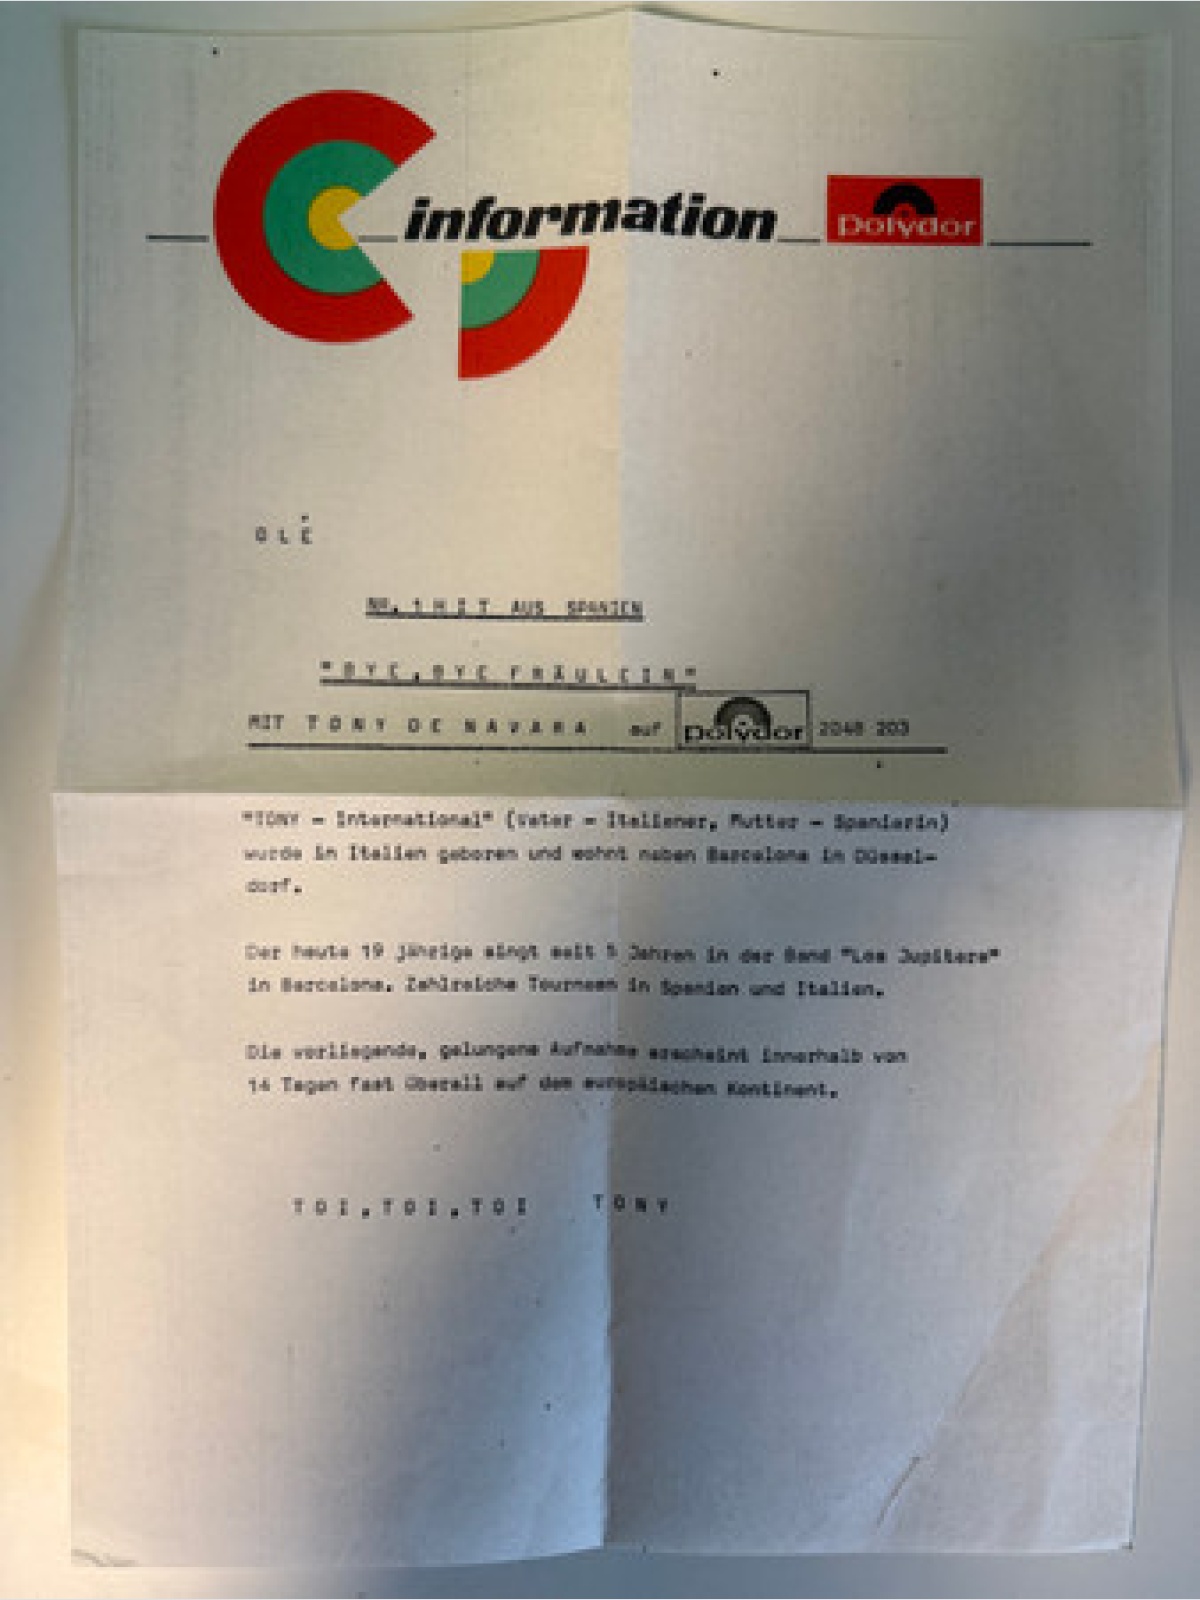 information
polydor
OLÉ
NR. 1 HIT AUS SPANIEN
"BYE, BYE FRÄULEIN"
MIT TONY DE NAVARA auf polydor 2048 203
"TONY - International" (Vater - Italiener, Mutter - Spanierin)
wurde in Italien geboren und wohnt neben Barcelona in Düssel-
dorf.
Der heute 19 jährige singt seit 5 Jahren in der Band "Los Jupiters"
in Barcelona. Zahlreiche Tourneen in Spanien und Italien.
Die vorliegende, gelungene Aufnahme erscheint innerhalb von
14 Tagen fast überall auf dem europäischen Kontinent.
TOI, TOI, TOI TONY